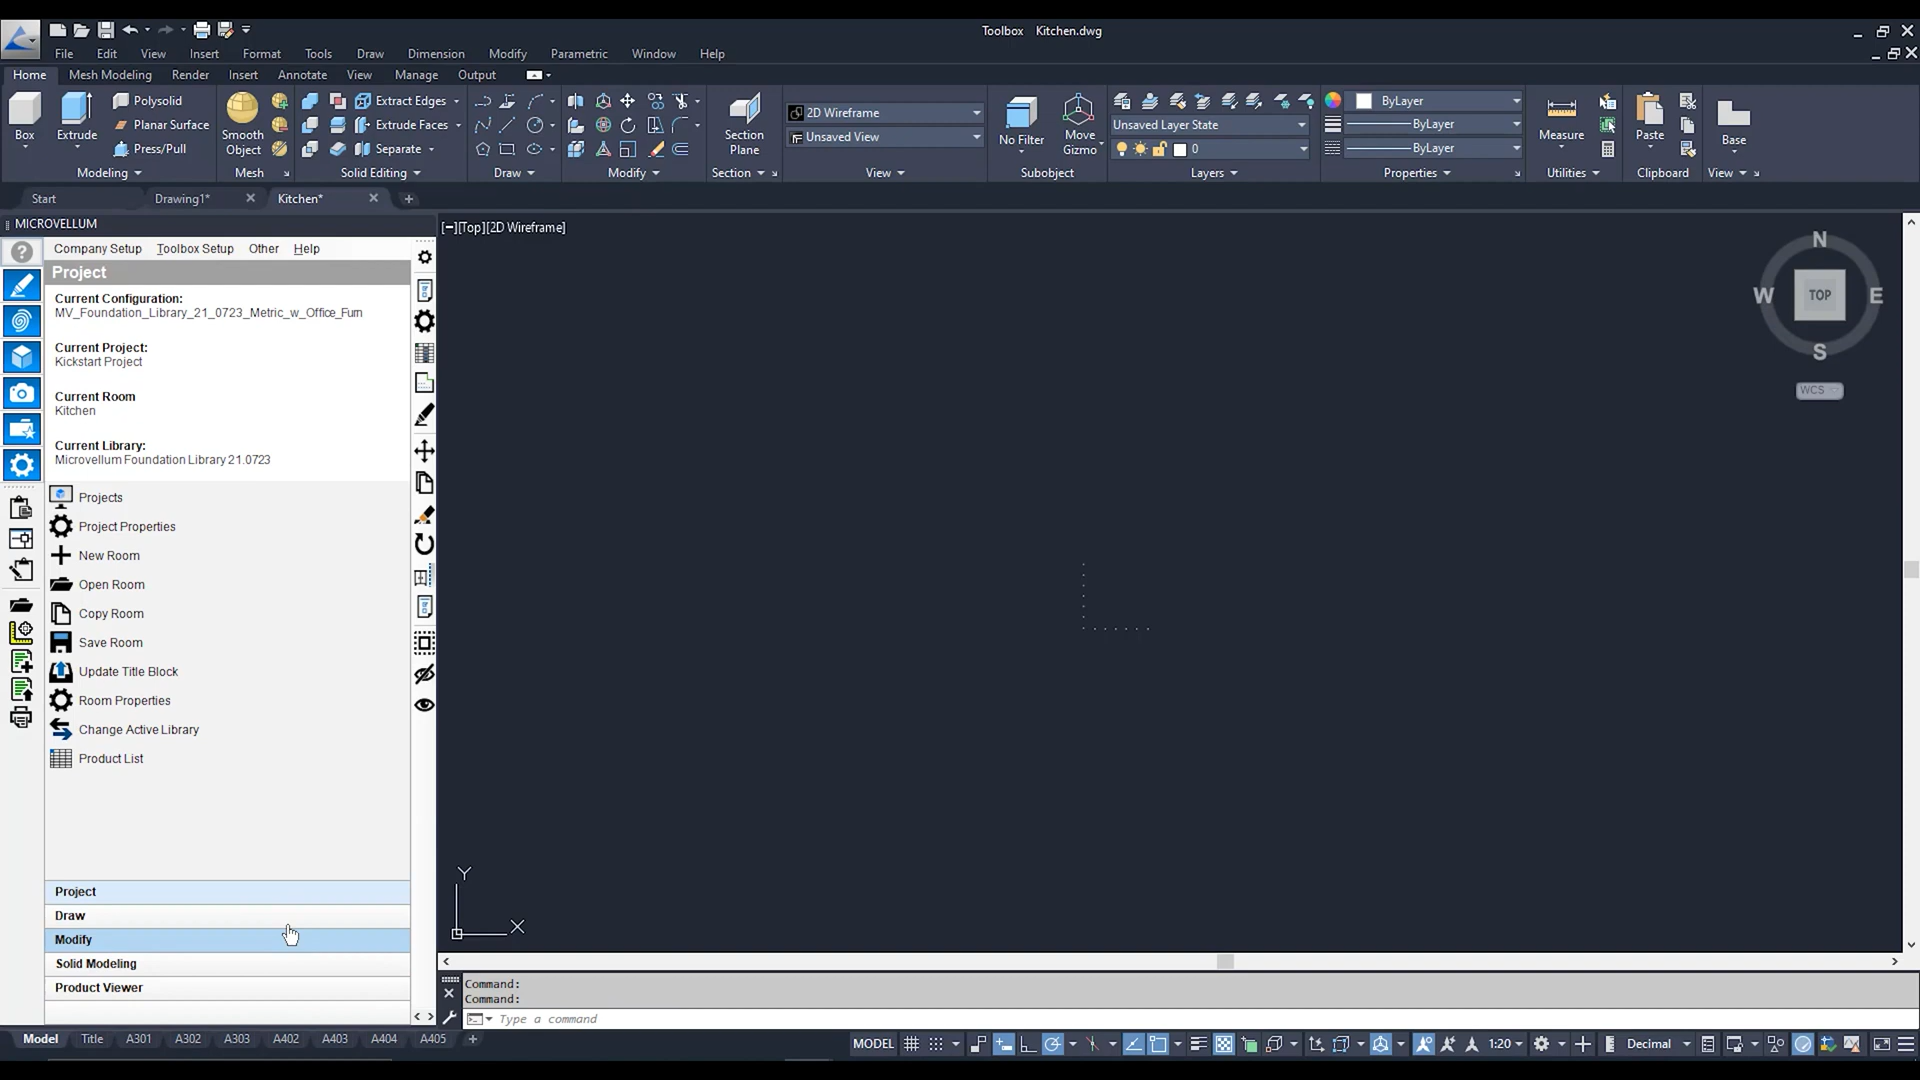 Toolbox Kitchen.dwg
File Edit View Insert Format Tools Draw Dimension Modify Parametric Window Help
Home Mesh Modeling Render Insert Annotate View Manage Output
Polysolid Extract Edges 2D Wireframe ByLayer
Planar Surface Extract Faces Unsaved Layer State ByLayer
Box Extrude Smooth Object Section Plane Unsaved View No Filter Move Gizmo Measure Paste Base
Press/Pull Separate 0 ByLayer
Modeling Mesh Solid Editing Draw Modify Section View Subobject Layers Properties Utilities Clipboard View
Start Drawing1* Kitchen*
MICROVELLUM
[−][Top][2D Wireframe]
Company Setup Toolbox Setup Other Help
Project
Current Configuration:
MV_Foundation_Library_21_0723_Metric_w_Office_Furn
Current Project:
Kickstart Project
Current Room
Kitchen
Current Library:
Microvellum Foundation Library 21.0723
N
W TOP E
S
WCS
Projects
Project Properties
New Room
Open Room
Copy Room
Save Room
Update Title Block
Room Properties
Change Active Library
Product List
Y
X
Project
Draw
Modify
Solid Modeling
Product Viewer
Command:
Command:
Type a command
Model Title A301 A302 A303 A402 A403 A404 A405
MODEL 1:20 Decimal